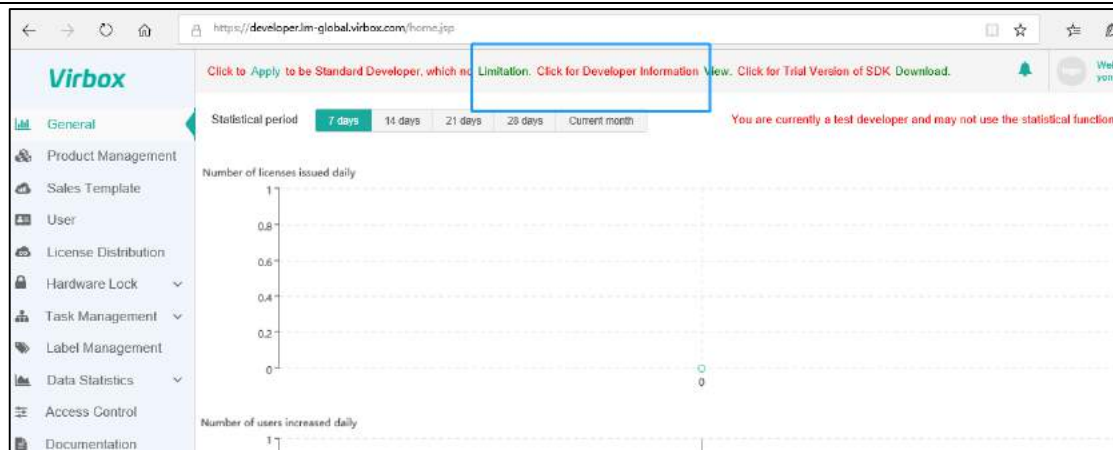 https://developer.lm-global.virbox.com/home.jsp
Virbox
Click to Apply to be Standard Developer, which no Limitation. Click for Developer Information View. Click for Trial Version of SDK Download.
Statistical period 7 days 14 days 21 days 28 days Current month You are currently a test developer and may not use the statistical function
General
Product Management
Sales Template
User
License Distribution
Hardware Lock
Task Management
Label Management
Data Statistics
Access Control
Documentation
Number of licenses issued daily
1
0.8
0.6
0.4
0.2
0
0
Number of users increased daily
1